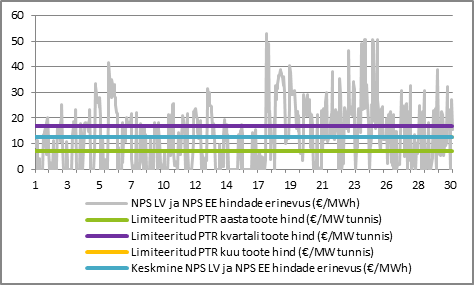 60
50
40
30
20
10
0
1 3 5 7 9 11 13 15 17 19 21 23 24 26 28 30
NPS LV ja NPS EE hindade erinevus (€/MWh)
Limiteeritud PTR aasta toote hind (€/MW tunnis)
Limiteeritud PTR kvartali toote hind (€/MW tunnis)
Limiteeritud PTR kuu toote hind (€/MW tunnis)
Keskmine NPS LV ja NPS EE hindade erinevus (€/MWh)